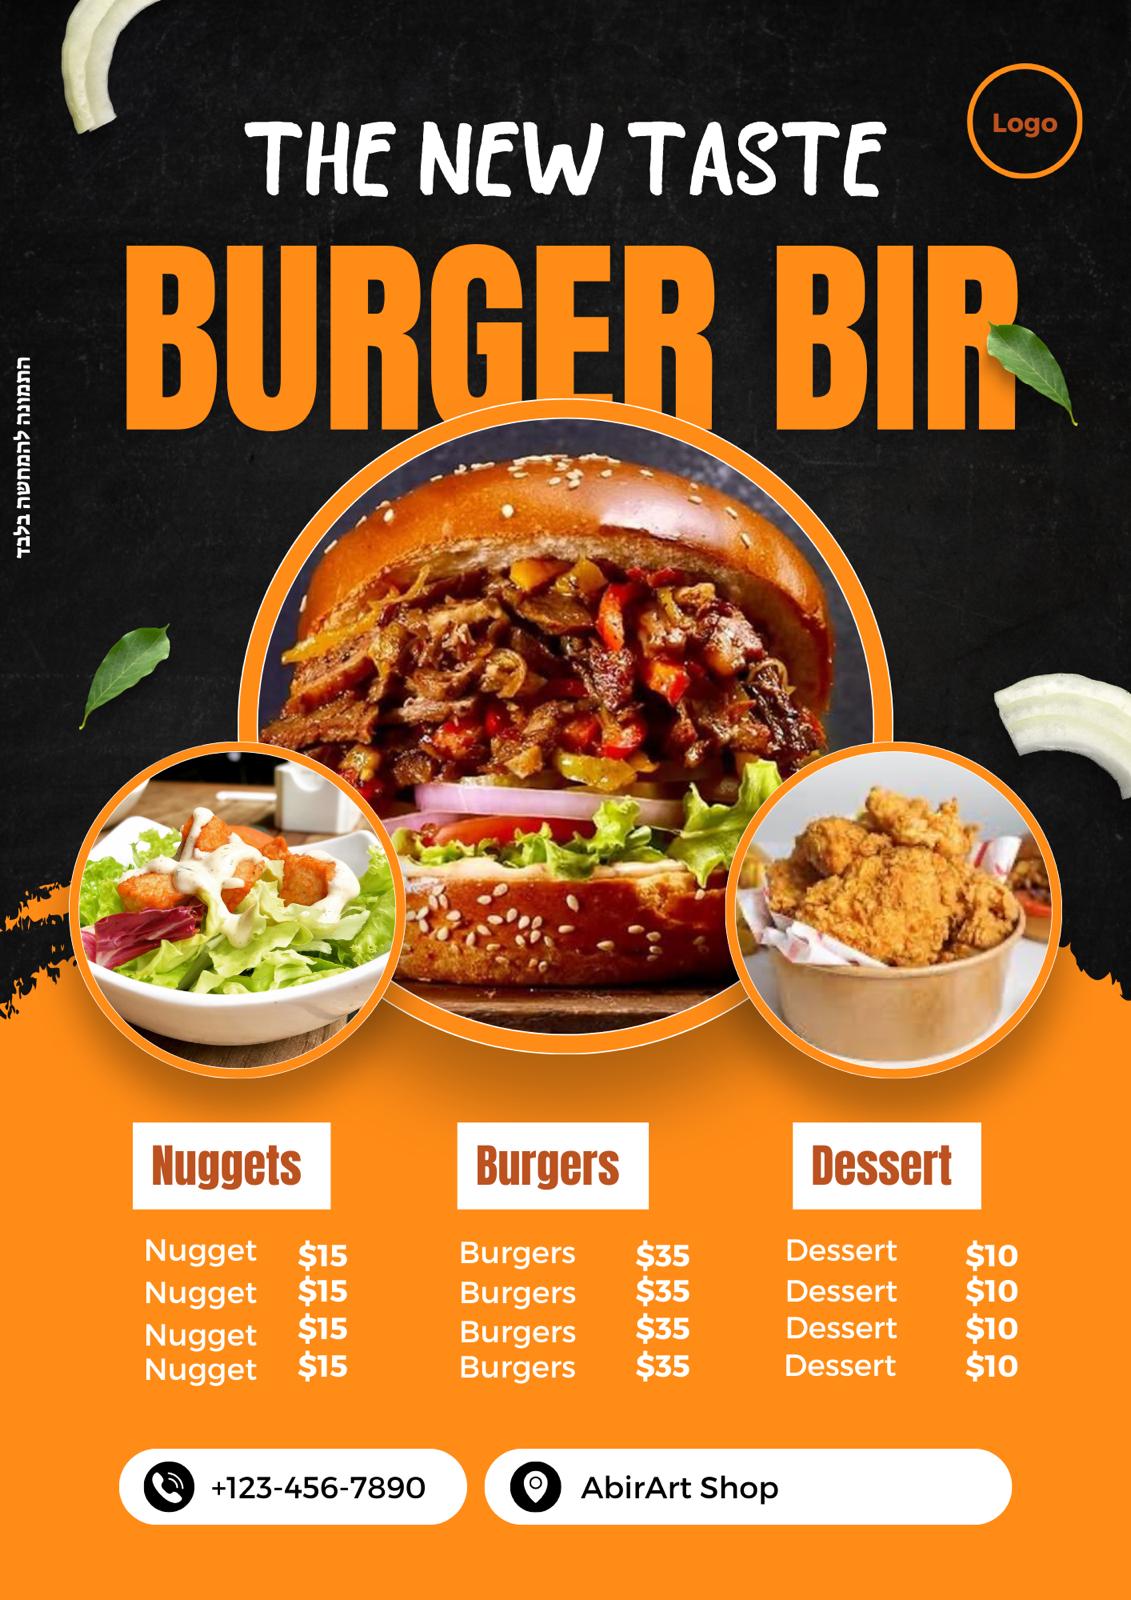 Logo
THE NEW TASTE
BURGER BIR
התמונה להמחשה בלבד
Nuggets
Nugget $15
Nugget $15
Nugget $15
Nugget $15
Burgers
Burgers $35
Burgers $35
Burgers $35
Burgers $35
Dessert
Dessert $10
Dessert $10
Dessert $10
Dessert $10
+123-456-7890
AbirArt Shop